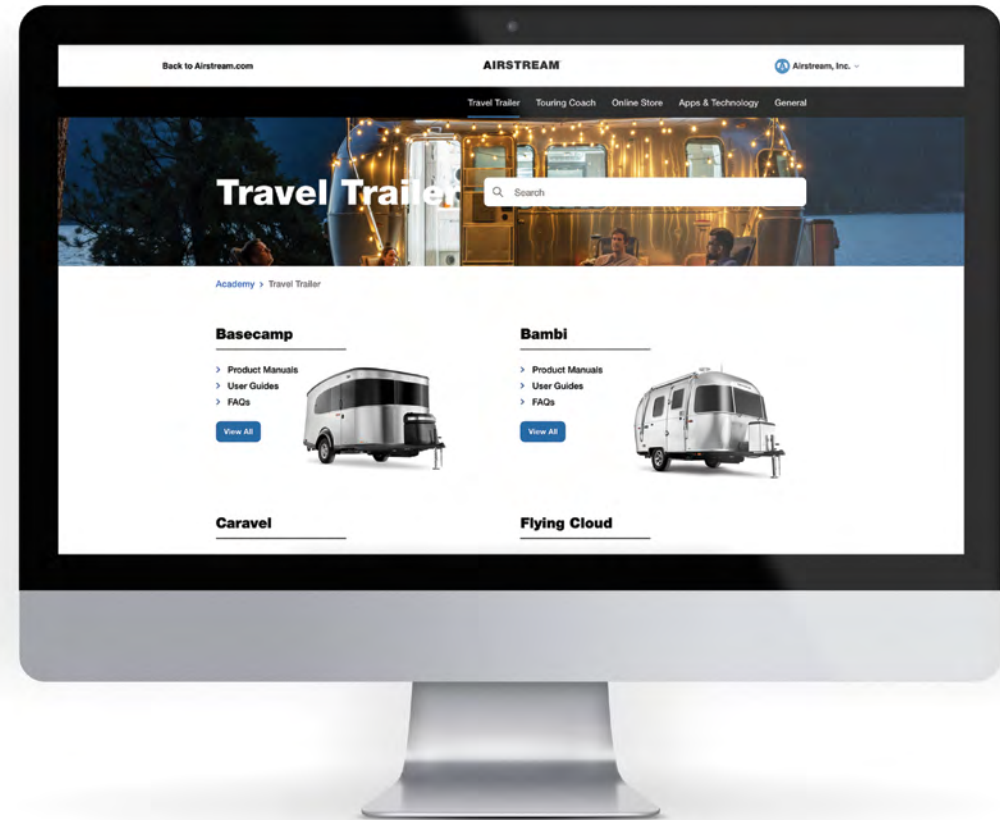 Back to Airstream.com
AIRSTREAM
Airstream, Inc.
Travel Trailer Touring Coach Online Store Apps & Technology General
Travel Trailer
Search
Academy > Travel Trailer
Basecamp
> Product Manuals
> User Guides
> FAQs
View All
Bambi
> Product Manuals
> User Guides
> FAQs
View All
Caravel
Flying Cloud